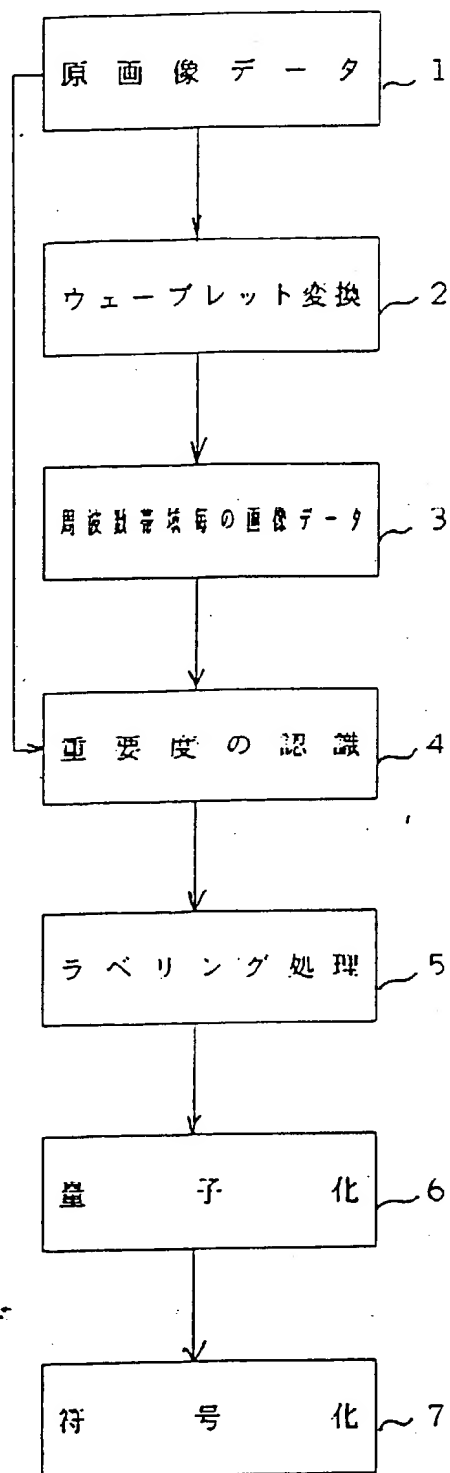 原画像データ 1
ウェーブレット変換 2
周波数帯域毎の画像データ 3
重要度の認識 4
ラベリング処理 5
量子化 6
符号化 7